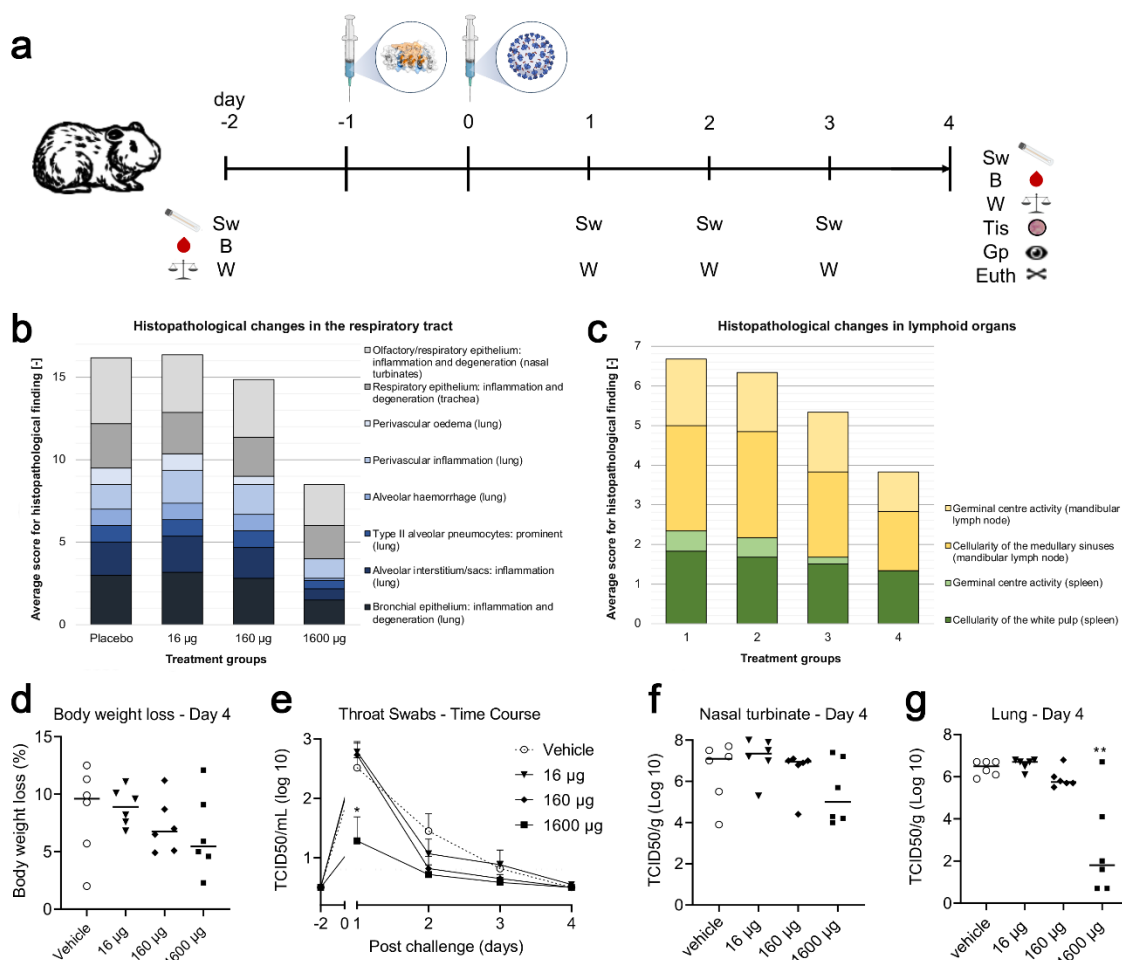 a
day
-2 -1 0 1 2 3 4
Sw Sw Sw Sw Sw
B B
W W W W W
Tis
Gp
Euth
b
Histopathological changes in the respiratory tract
Average score for histopathological finding [-]
15
10
5
0
Placebo 16 µg 160 µg 1600 µg
Treatment groups
Olfactory/respiratory epithelium:
inflammation and degeneration (nasal
turbinates)
Respiratory epithelium: inflammation and
degeneration (trachea)
Perivascular oedema (lung)
Perivascular inflammation (lung)
Alveolar haemorrhage (lung)
Type II alveolar pneumocytes: prominent
(lung)
Alveolar interstitium/sacs: inflammation
(lung)
Bronchial epithelium: inflammation and
degeneration (lung)
c
Histopathological changes in lymphoid organs
Average score for histopathological finding [-]
7
6
5
4
3
2
1
0
1 2 3 4
Treatment groups
Germinal centre activity (mandibular
lymph node)
Cellularity of the medullary sinuses
(mandibular lymph node)
Germinal centre activity (spleen)
Cellularity of the white pulp (spleen)
d
Body weight loss - Day 4
Body weight loss (%)
15
10
5
0
Vehicle 16 µg 160 µg 1600 µg
e
Throat Swabs - Time Course
TCID50/mL (log 10)
3
2
1
*
-2 0 1 2 3 4
Post challenge (days)
Vehicle
16 µg
160 µg
1600 µg
f
Nasal turbinate - Day 4
TCID50/g (Log 10)
8
6
4
2
0
vehicle 16 µg 160 µg 1600 µg
g
Lung - Day 4
TCID50/g (Log 10)
8
6
4
2
0
**
vehicle 16 µg 160 µg 1600 µg